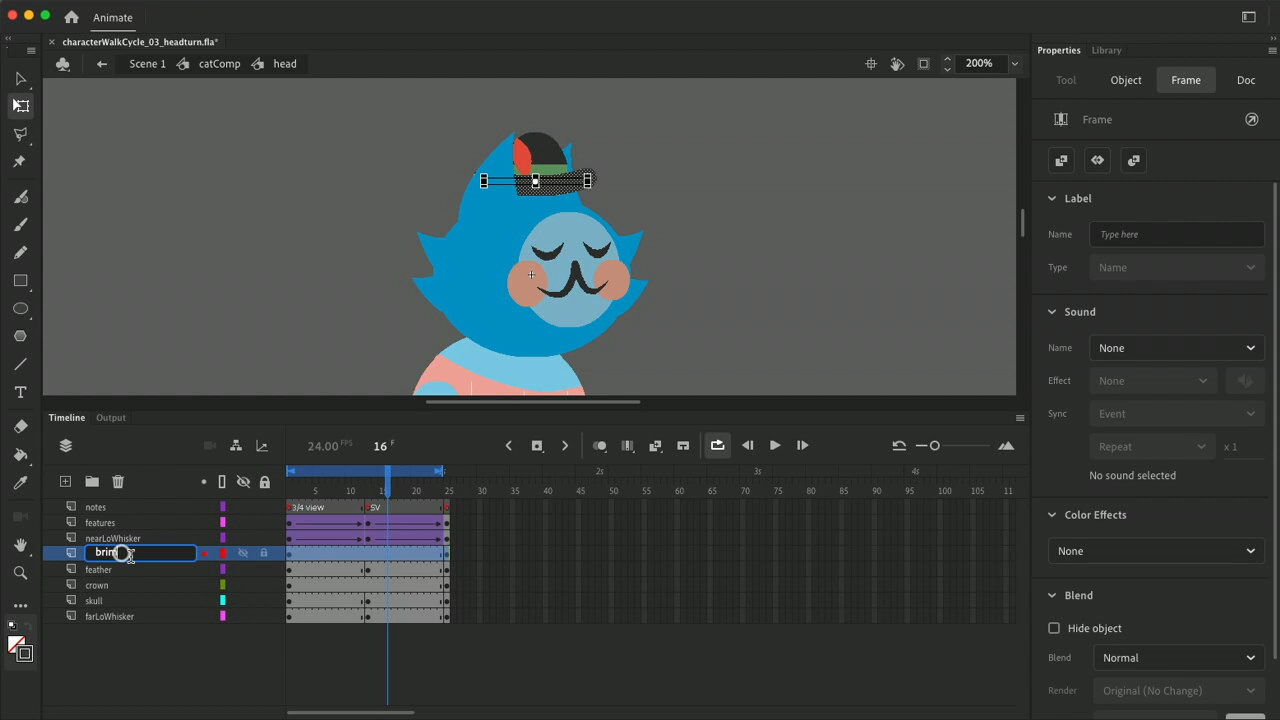 Animate
characterWalkCycle_03_headturn.fla*
Scene 1 catComp head 200%
Properties Library
Tool Object Frame Doc
Frame
Label
Name Type here
Type Name
Sound
Name None
Effect None
Sync Event
Repeat x 1
No sound selected
Color Effects
None
Blend
Hide object
Blend Normal
Render Original (No Change)
Timeline Output
24.00 FPS 16 F
1s 2s 3s 4s
5 10 15 20 25 30 35 40 45 50 55 60 65 70 75 80 85 90 95 100 105 11
notes 3/4 view SV
features
nearLoWhisker
brim
feather
crown
skull
farLoWhisker